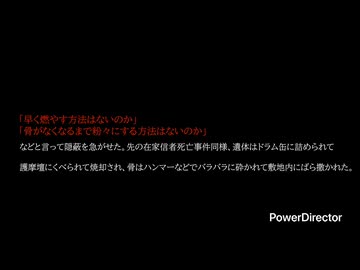 「早く燃やす方法はないのか」
「骨がなくなるまで粉々にする方法はないのか」
などと言って隠蔽を急がせた。先の在家信者死亡事件同様、遺体はドラム缶に詰められて
護摩壇にくべられて焼却され、骨はハンマーなどでバラバラに砕かれて敷地内にばら撒かれた。
PowerDirector